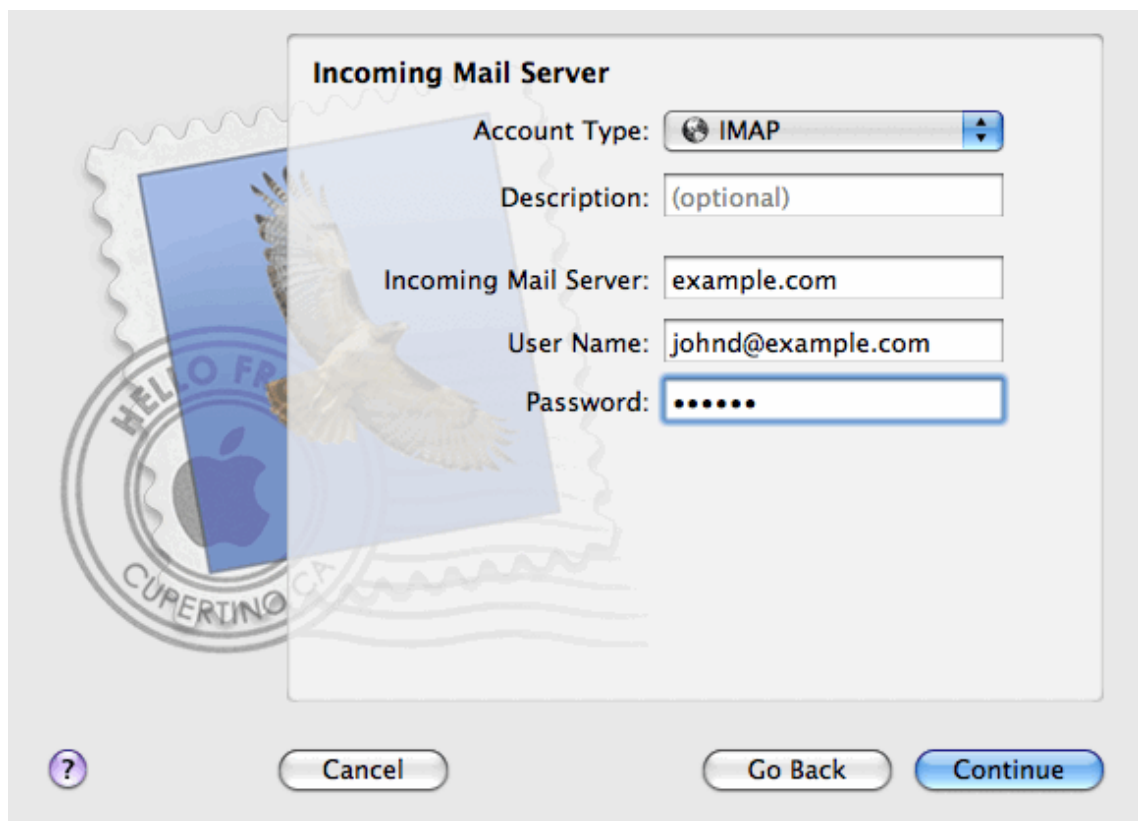 Incoming Mail Server
Account Type: IMAP
Description: (optional)
Incoming Mail Server: example.com
User Name: johnd@example.com
Password: ••••••
HELLO FR
CUPERTINO CA
? Cancel Go Back Continue